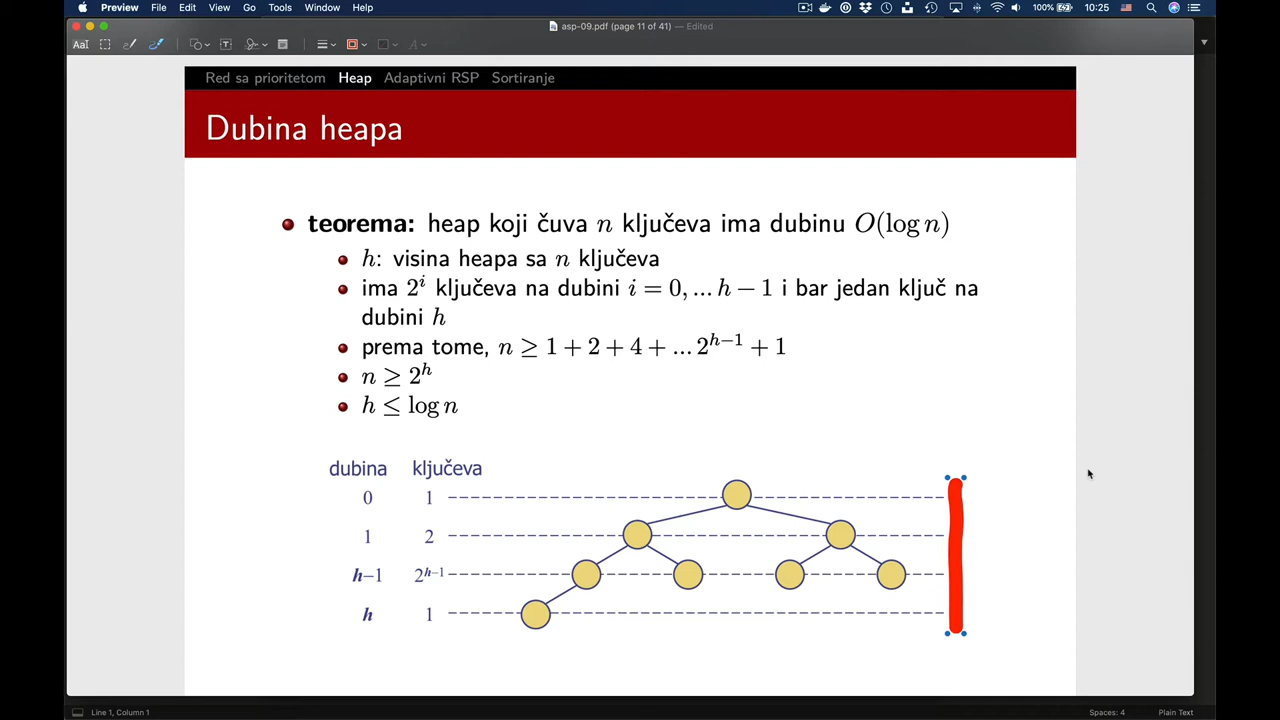 Preview File Edit View Go Tools Window Help 100% 10:25
asp-09.pdf (page 11 of 41) — Edited
AaI T A
Red sa prioritetom Heap Adaptivni RSP Sortiranje
Dubina heapa
teorema: heap koji čuva n ključeva ima dubinu O(log n)
h: visina heapa sa n ključeva
ima 2^i ključeva na dubini i = 0, ... h − 1 i bar jedan ključ na
dubini h
prema tome, n ≥ 1 + 2 + 4 + ... 2^{h−1} + 1
n ≥ 2^h
h ≤ log n
dubina ključeva
0 1
1 2
h−1 2^{h−1}
h 1
Line 1, Column 1 Spaces: 4 Plain Text